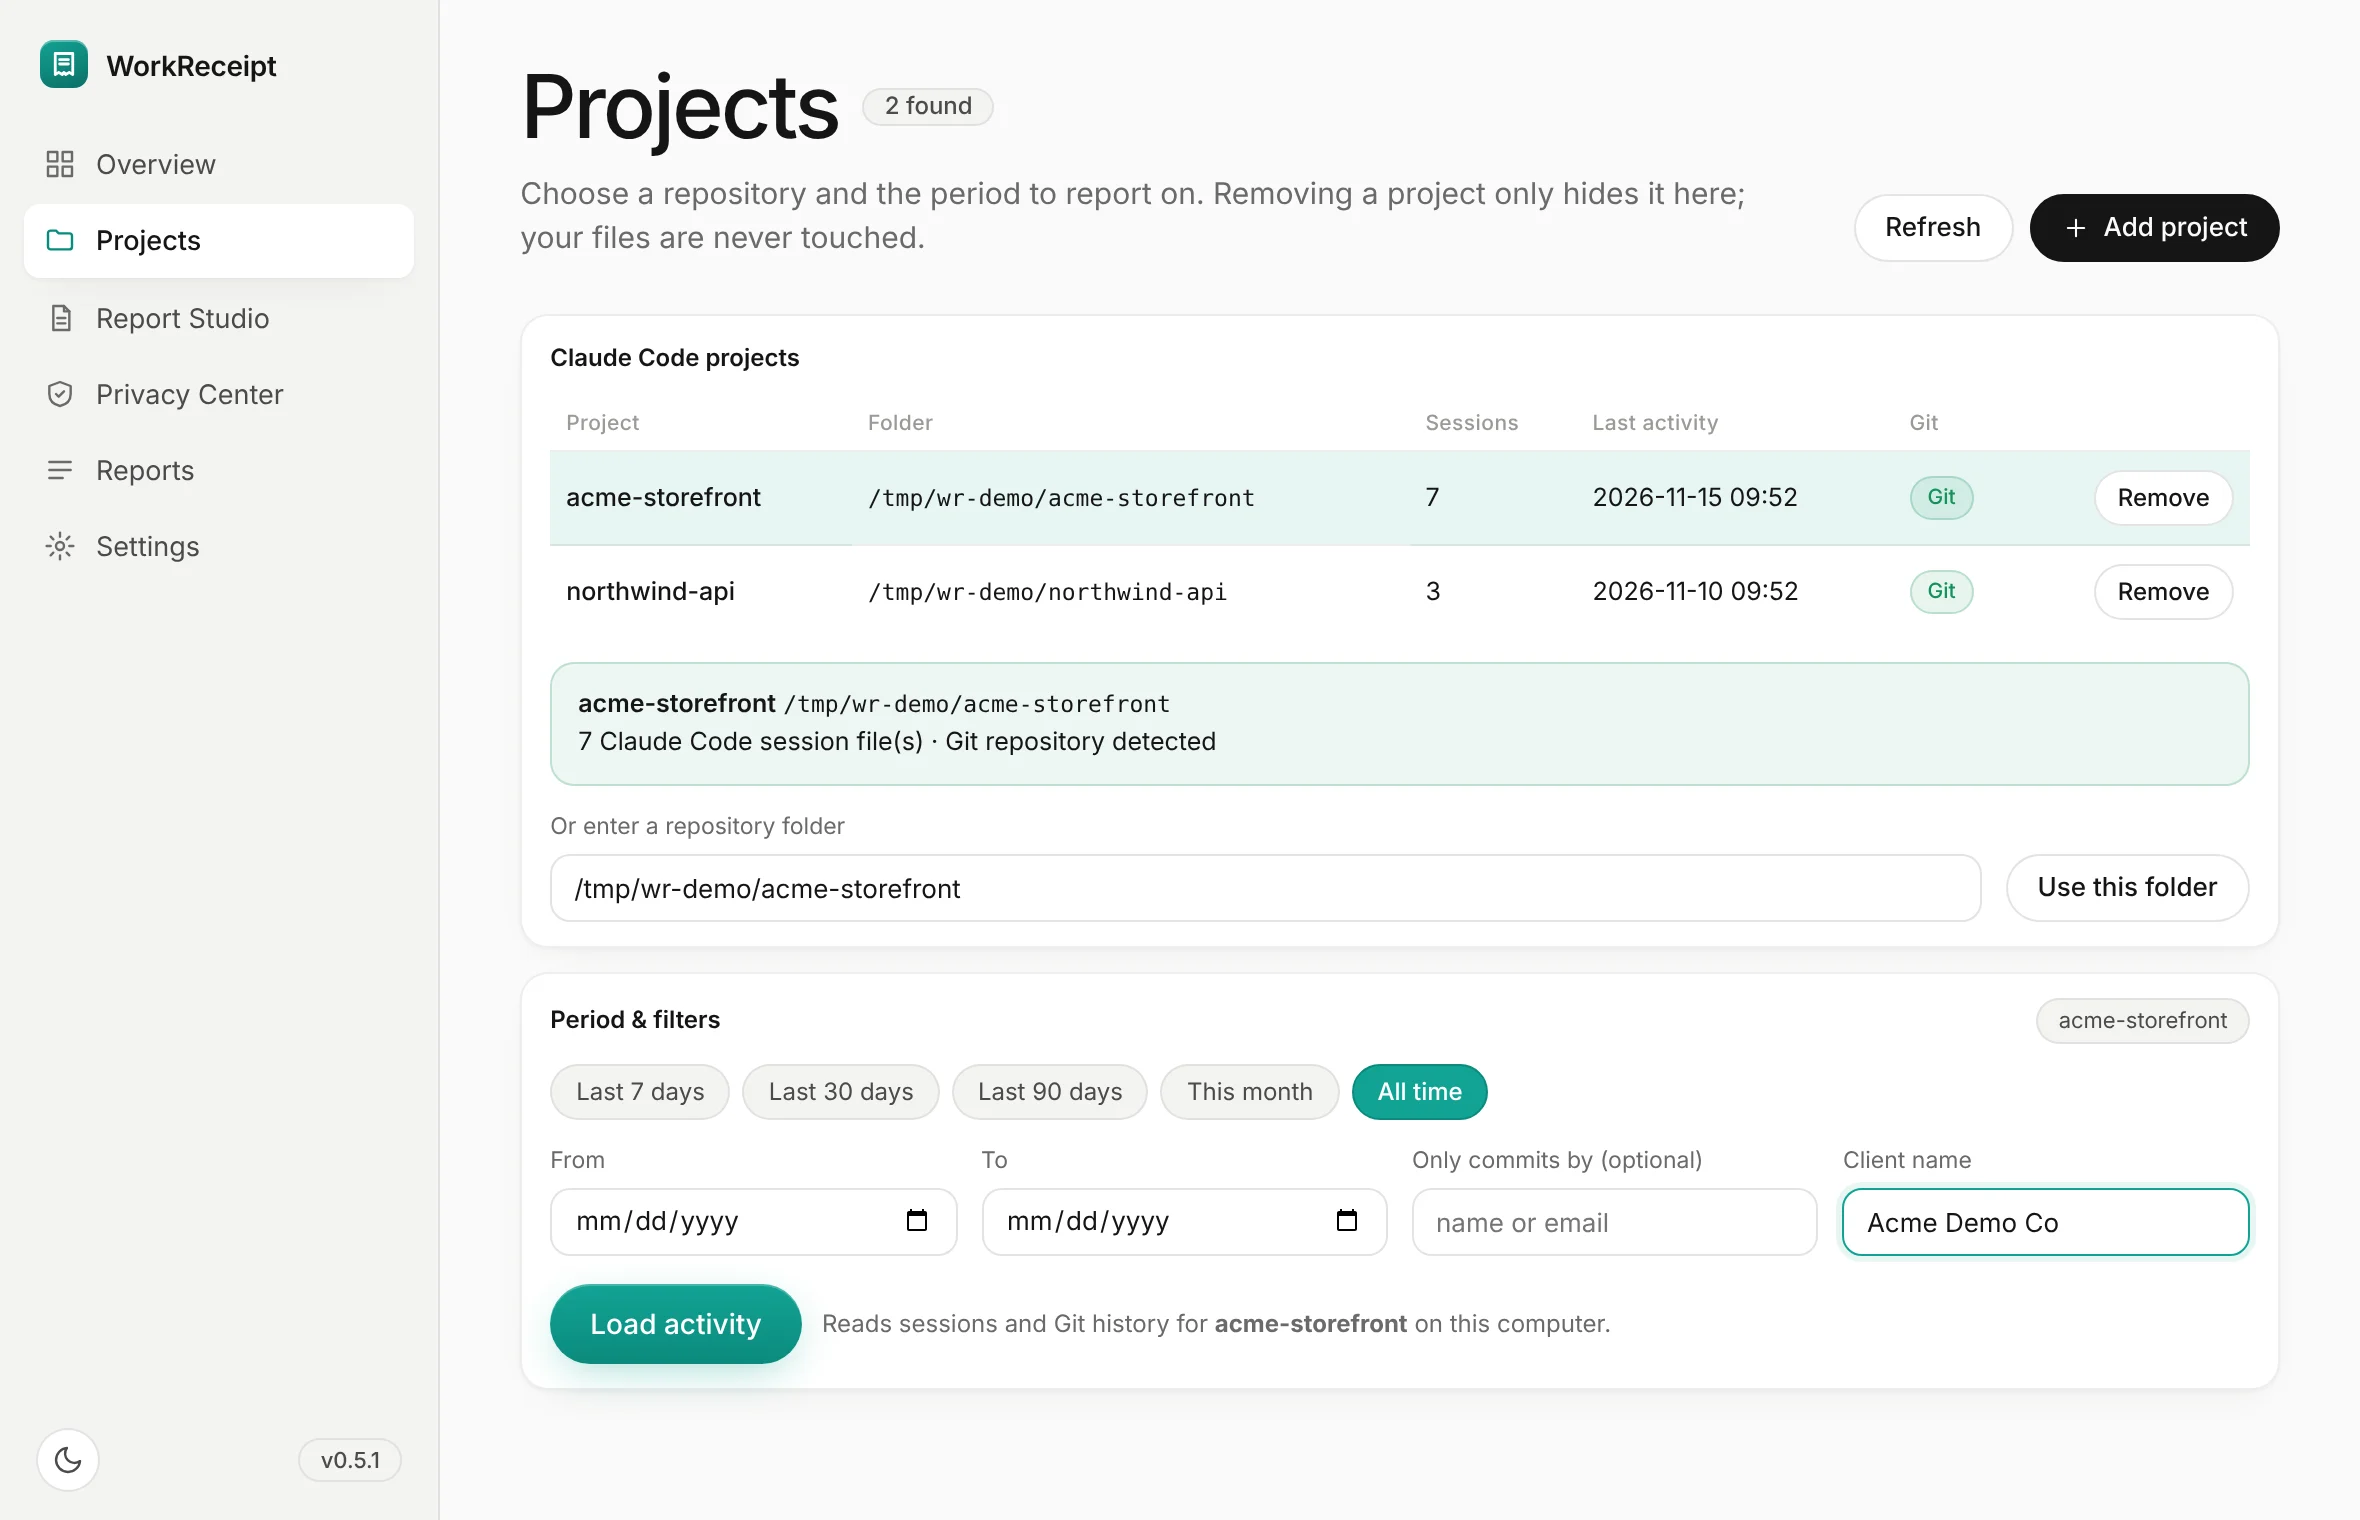 WorkReceipt
Overview
Projects
Report Studio
Privacy Center
Reports
Settings
v0.5.1
Projects 2 found
Choose a repository and the period to report on. Removing a project only hides it here;
your files are never touched.
Refresh
+ Add project
Claude Code projects
Project Folder Sessions Last activity Git
acme-storefront /tmp/wr-demo/acme-storefront 7 2026-11-15 09:52 Git Remove
northwind-api /tmp/wr-demo/northwind-api 3 2026-11-10 09:52 Git Remove
acme-storefront /tmp/wr-demo/acme-storefront
7 Claude Code session file(s) · Git repository detected
Or enter a repository folder
/tmp/wr-demo/acme-storefront Use this folder
Period & filters acme-storefront
Last 7 days Last 30 days Last 90 days This month All time
From To Only commits by (optional) Client name
mm/dd/yyyy mm/dd/yyyy name or email Acme Demo Co
Load activity Reads sessions and Git history for acme-storefront on this computer.